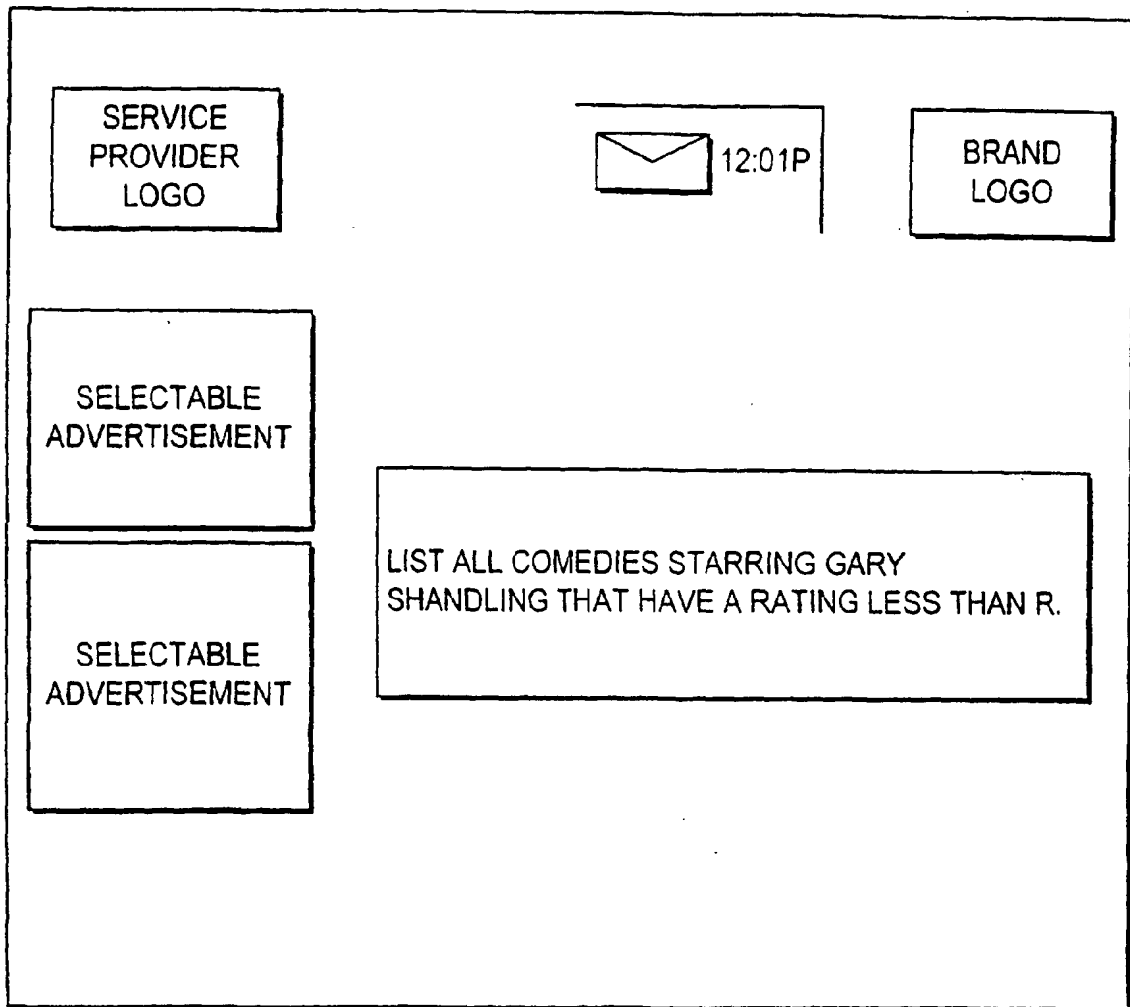 SERVICE
PROVIDER
LOGO
12:01P
BRAND
LOGO
SELECTABLE
ADVERTISEMENT
LIST ALL COMEDIES STARRING GARY
SHANDLING THAT HAVE A RATING LESS THAN R.
SELECTABLE
ADVERTISEMENT